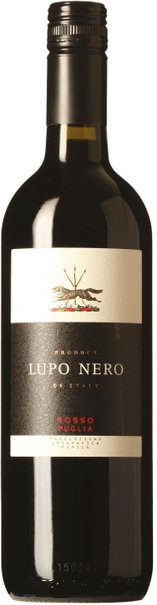 PRODUCT
LUPO NERO
OF ITALY
ROSSO
PUGLIA
INDICAZIONE
GEOGRAFICA
TIPICA